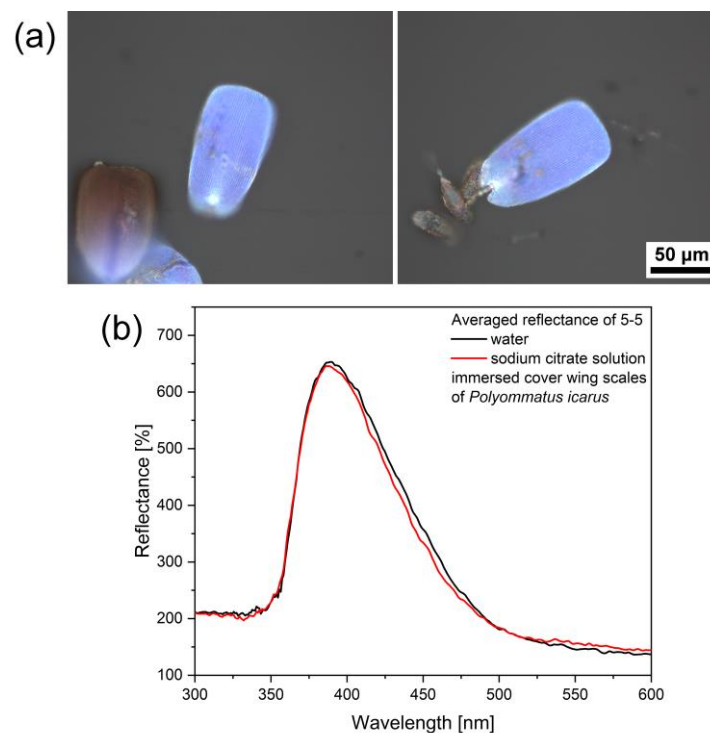 (a)
50 µm
(b)
Averaged reflectance of 5-5
water
sodium citrate solution
immersed cover wing scales
of Polyommatus icarus
Reflectance [%]
700
600
500
400
300
200
100
300 350 400 450 500 550 600
Wavelength [nm]